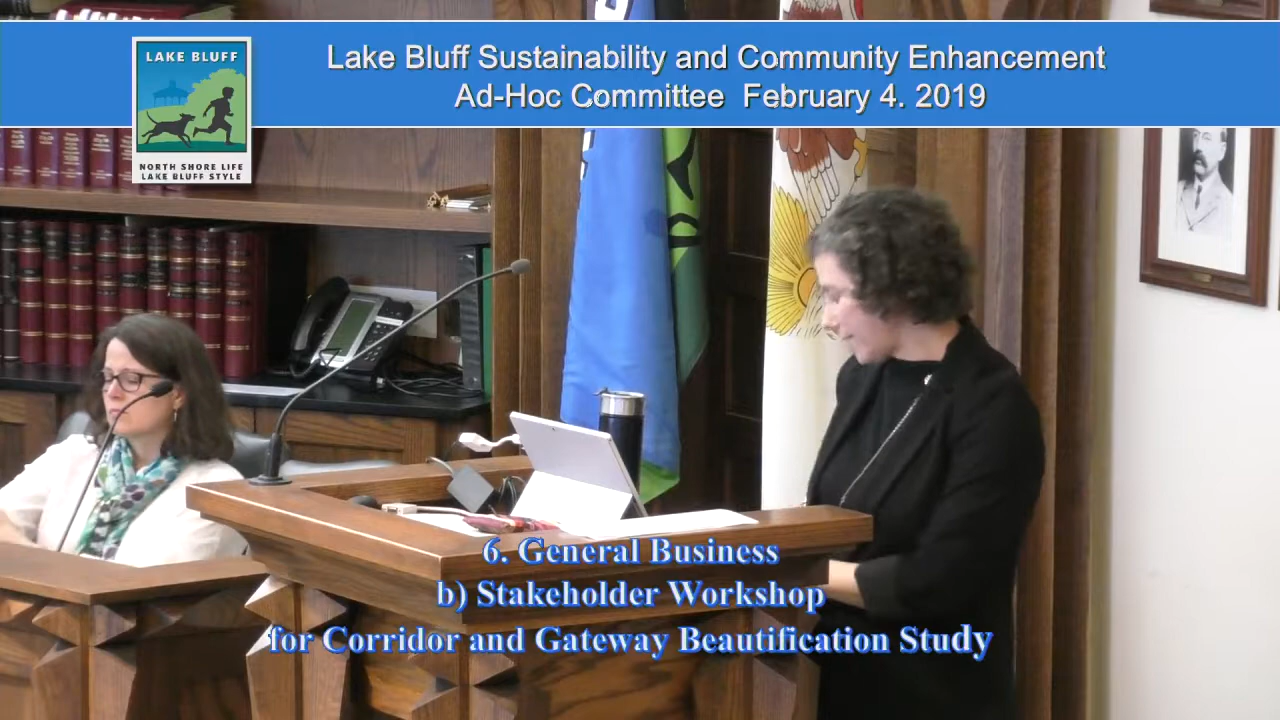 LAKE BLUFF
NORTH SHORE LIFE
LAKE BLUFF STYLE
Lake Bluff Sustainability and Community Enhancement
Ad-Hoc Committee February 4. 2019
6. General Business
b) Stakeholder Workshop
for Corridor and Gateway Beautification Study